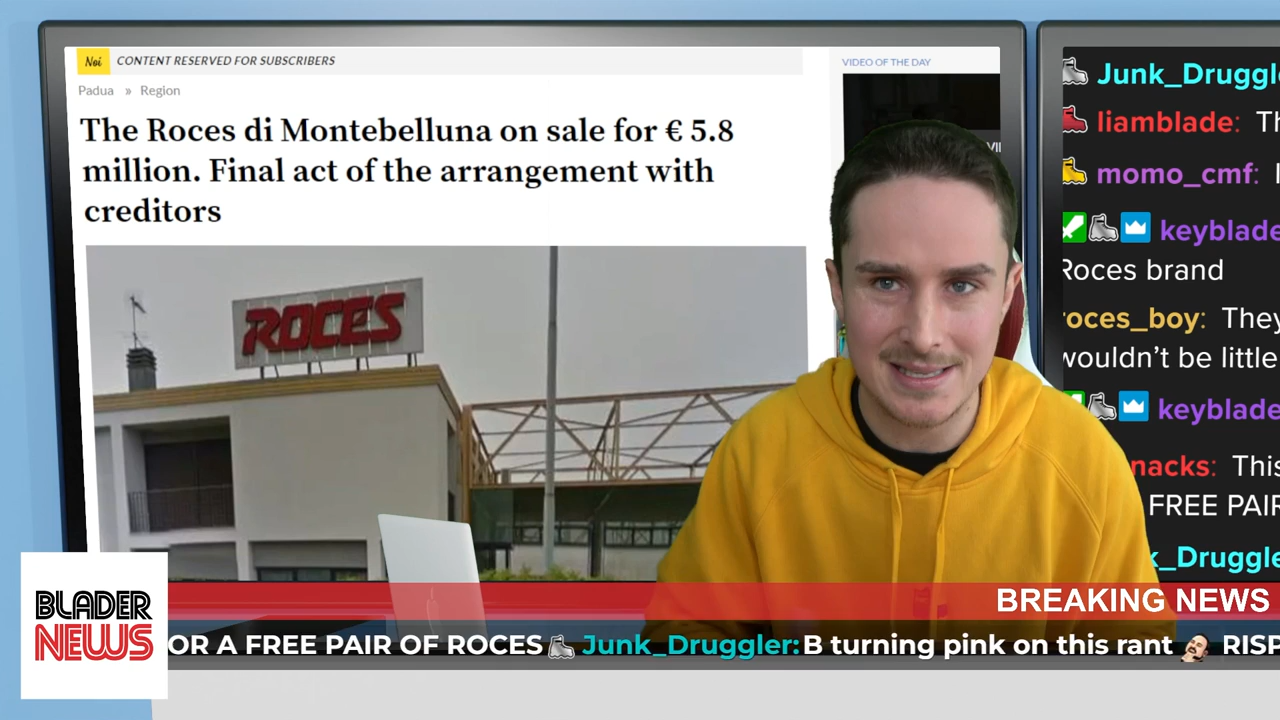 Noi CONTENT RESERVED FOR SUBSCRIBERS
VIDEO OF THE DAY
Padua » Region
The Roces di Montebelluna on sale for € 5.8
million. Final act of the arrangement with
creditors
ROCES
Junk_Druggl
liamblade: Th
momo_cmf:
keyblade
Roces brand
roces_boy: They
wouldn't be little
keyblade
nacks: This
FREE PAIR
k_Druggle
BREAKING NEWS
BLADER
NEWS
OR A FREE PAIR OF ROCES Junk_Druggler: B turning pink on this rant RISP